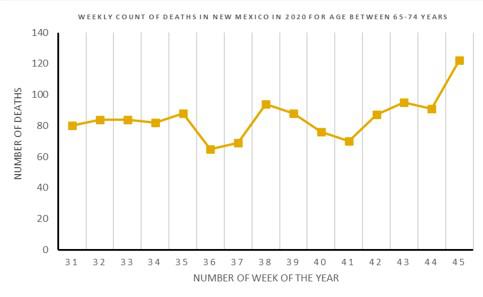 WEEKLY COUNT OF DEATHS IN NEW MEXICO IN 2020 FOR AGE BETWEEN 65-74 YEARS
140
120
100
80
60
40
20
0
NUMBER OF DEATHS
31 32 33 34 35 36 37 38 39 40 41 42 43 44 45
NUMBER OF WEEK OF THE YEAR